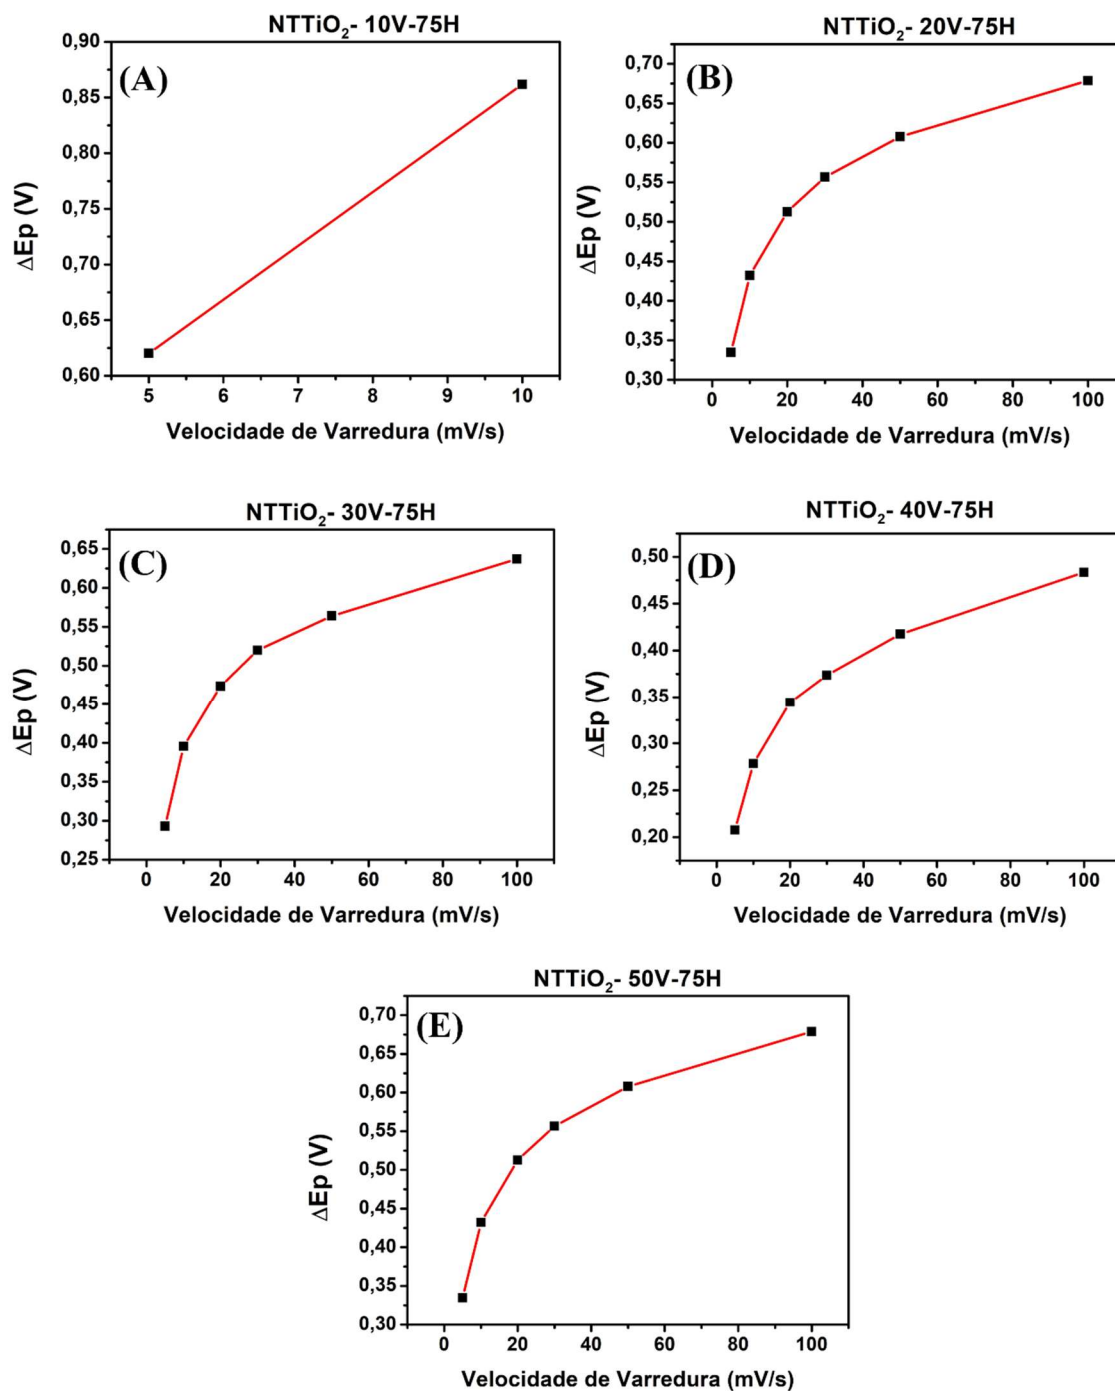 NTTiO₂- 10V-75H
(A)
0,90
0,85
0,80
0,75
0,70
0,65
0,60
ΔEp (V)
5 6 7 8 9 10
Velocidade de Varredura (mV/s)
NTTiO₂- 20V-75H
(B)
0,70
0,65
0,60
0,55
0,50
0,45
0,40
0,35
0,30
ΔEp (V)
0 20 40 60 80 100
Velocidade de Varredura (mV/s)
NTTiO₂- 30V-75H
(C)
0,65
0,60
0,55
0,50
0,45
0,40
0,35
0,30
0,25
ΔEp (V)
0 20 40 60 80 100
Velocidade de Varredura (mV/s)
NTTiO₂- 40V-75H
(D)
0,50
0,45
0,40
0,35
0,30
0,25
0,20
ΔEp (V)
0 20 40 60 80 100
Velocidade de Varredura (mV/s)
NTTiO₂- 50V-75H
(E)
0,70
0,65
0,60
0,55
0,50
0,45
0,40
0,35
0,30
ΔEp (V)
0 20 40 60 80 100
Velocidade de Varredura (mV/s)